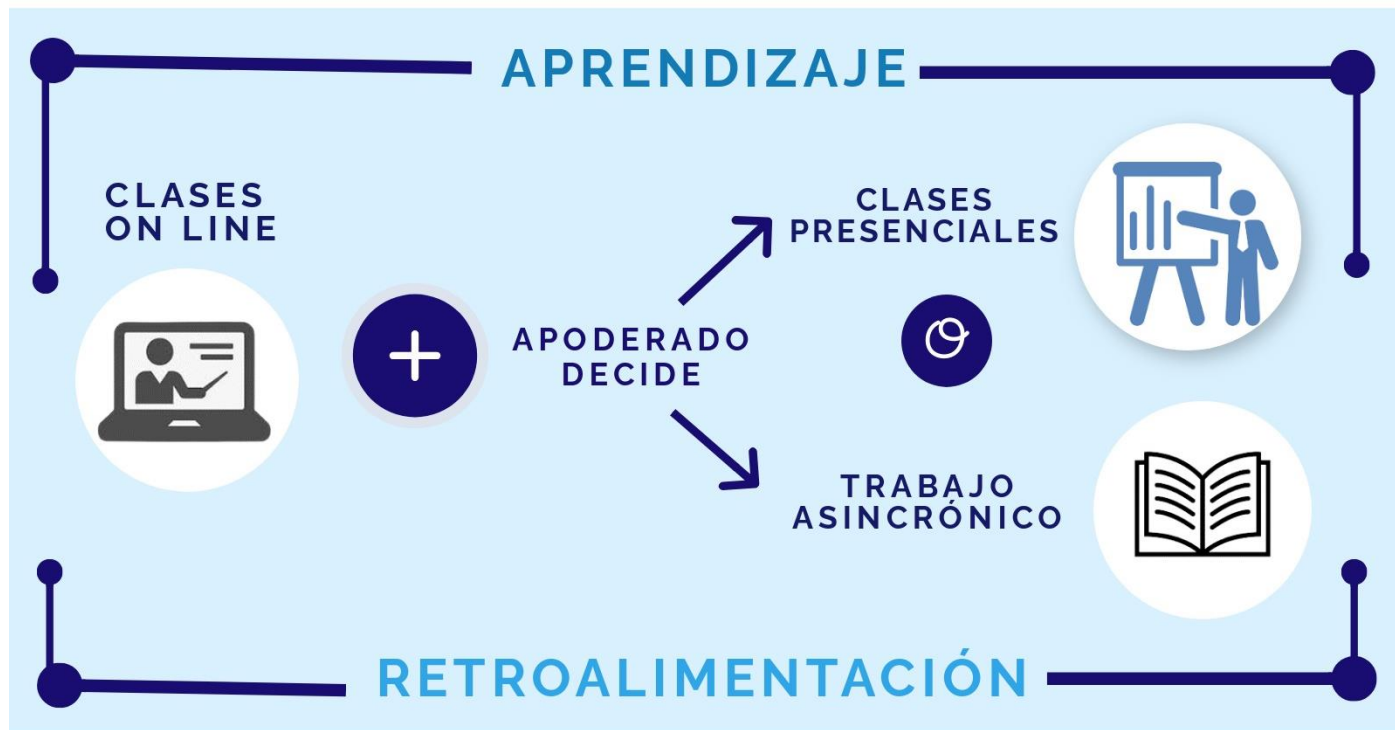 APRENDIZAJE
CLASES
ON LINE
+
APODERADO
DECIDE
CLASES
PRESENCIALES
O
TRABAJO
ASINCRÓNICO
RETROALIMENTACIÓN